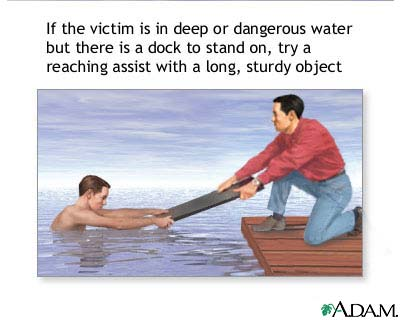 If the victim is in deep or dangerous water
but there is a dock to stand on, try a
reaching assist with a long, sturdy object
ADAM.